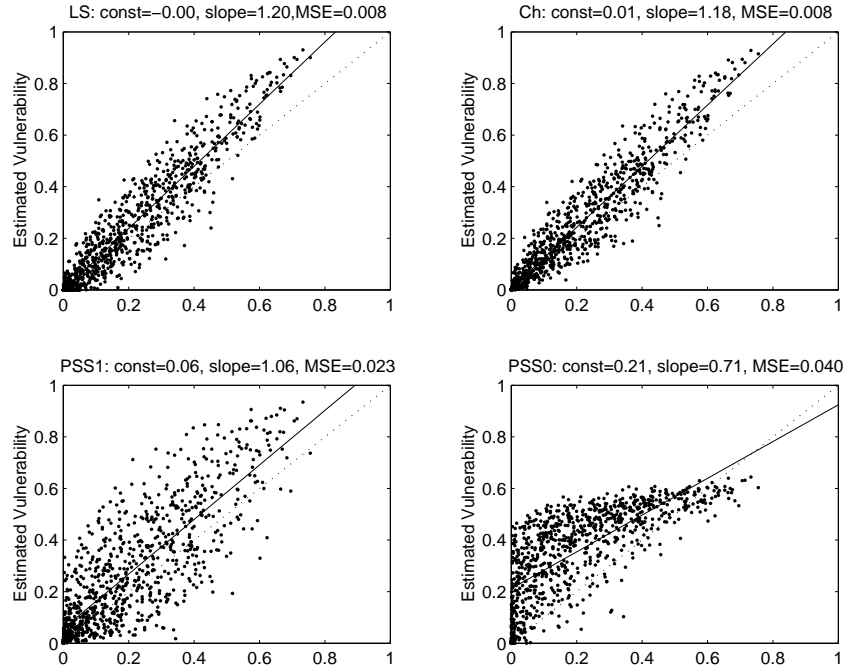 LS: const=−0.00, slope=1.20,MSE=0.008
Estimated Vulnerability
1
0.8
0.6
0.4
0.2
0
0 0.2 0.4 0.6 0.8 1
Ch: const=0.01, slope=1.18, MSE=0.008
Estimated Vulnerability
1
0.8
0.6
0.4
0.2
0
0 0.2 0.4 0.6 0.8 1
PSS1: const=0.06, slope=1.06, MSE=0.023
Estimated Vulnerability
1
0.8
0.6
0.4
0.2
0
0 0.2 0.4 0.6 0.8 1
PSS0: const=0.21, slope=0.71, MSE=0.040
Estimated Vulnerability
1
0.8
0.6
0.4
0.2
0
0 0.2 0.4 0.6 0.8 1